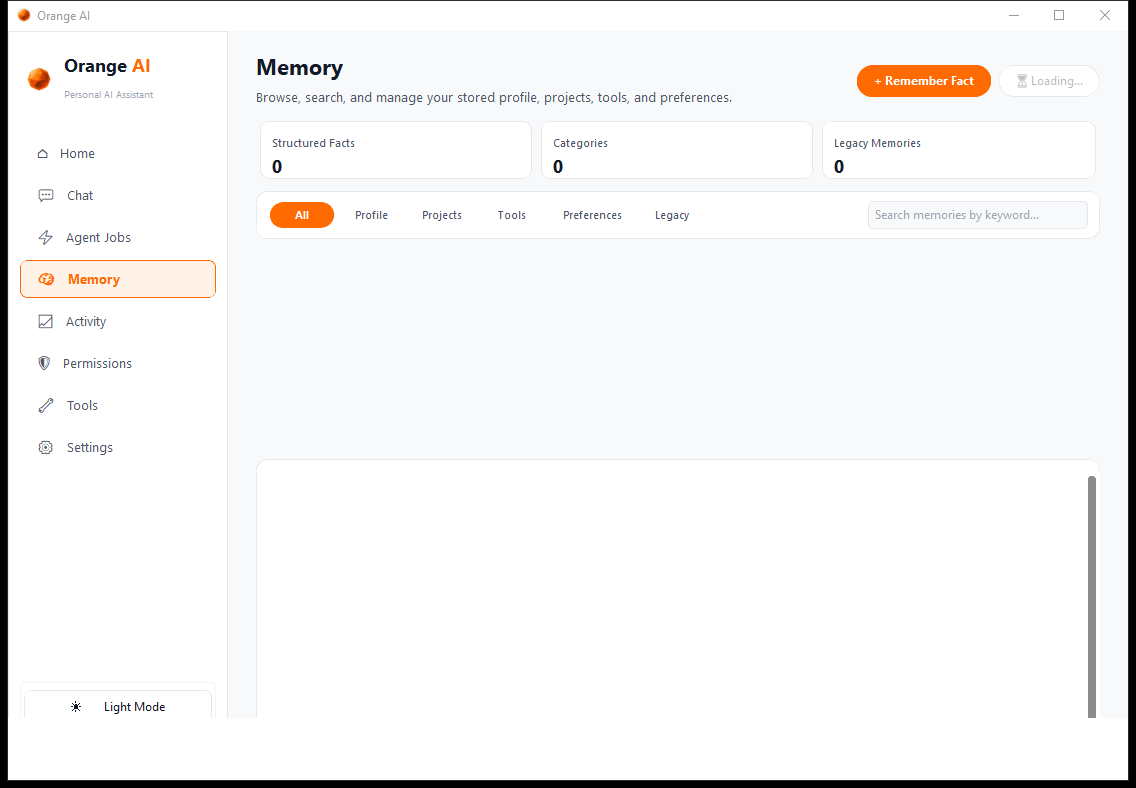 Orange AI
Orange AI
Personal AI Assistant
Home
Chat
Agent Jobs
Memory
Activity
Permissions
Tools
Settings
Light Mode
Memory
Browse, search, and manage your stored profile, projects, tools, and preferences.
+ Remember Fact
⏳ Loading...
Structured Facts
0
Categories
0
Legacy Memories
0
All Profile Projects Tools Preferences Legacy
Search memories by keyword...